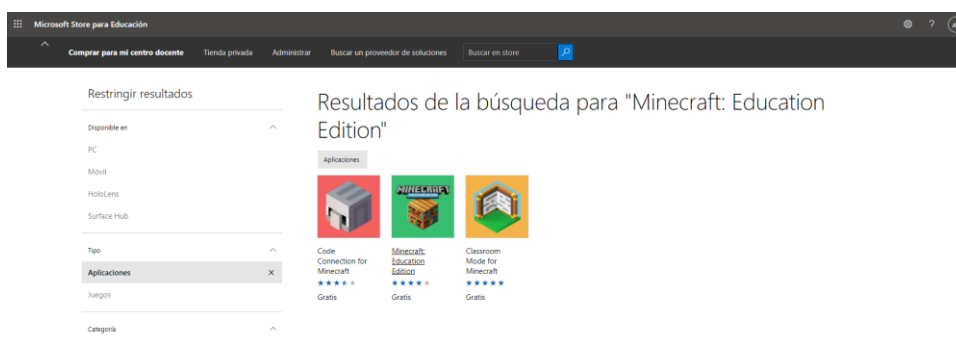 Microsoft Store para Educación
?
Comprar para mi centro docente Tienda privada Administrar Buscar un proveedor de soluciones Buscar en store
Restringir resultados
Disponible en
PC
Móvil
HoloLens
Surface Hub
Tipo
Aplicaciones
Juegos
Categoría
Resultados de la búsqueda para "Minecraft: Education
Edition"
Aplicaciones
MINECRAFT
Code
Connection for
Minecraft
Gratis
Minecraft:
Education
Edition
Gratis
Classroom
Mode for
Minecraft
Gratis